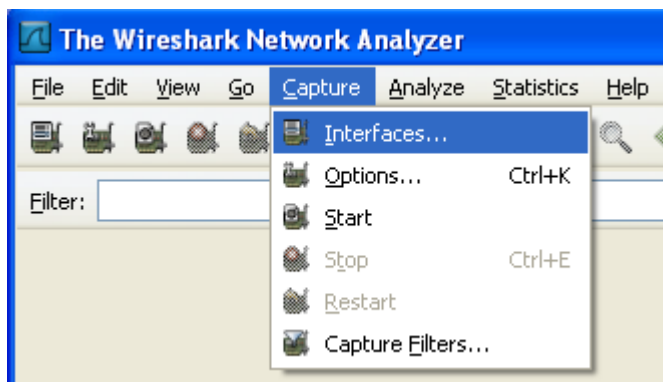 The Wireshark Network Analyzer
File Edit View Go Capture Analyze Statistics Help
Interfaces...
Options... Ctrl+K
Filter:
Start
Stop Ctrl+E
Restart
Capture Filters...